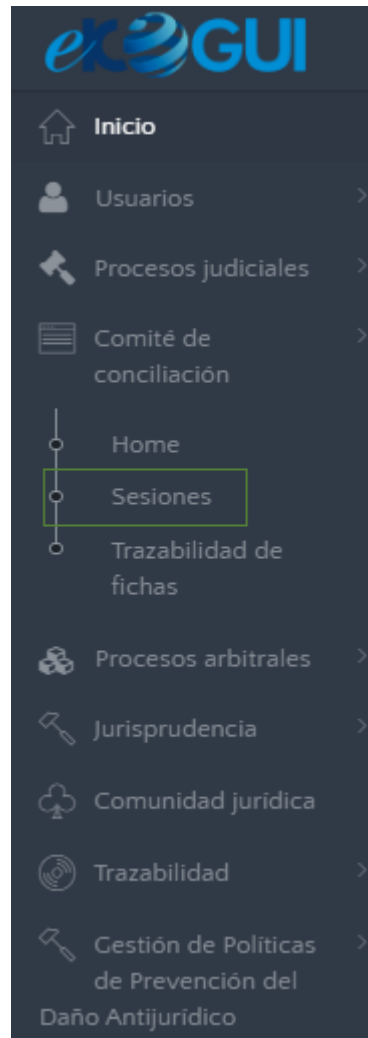 eKOGUI
Inicio
Usuarios
Procesos judiciales
Comité de
conciliación
Home
Sesiones
Trazabilidad de
fichas
Procesos arbitrales
Jurisprudencia
Comunidad jurídica
Trazabilidad
Gestión de Políticas
de Prevención del
Daño Antijurídico